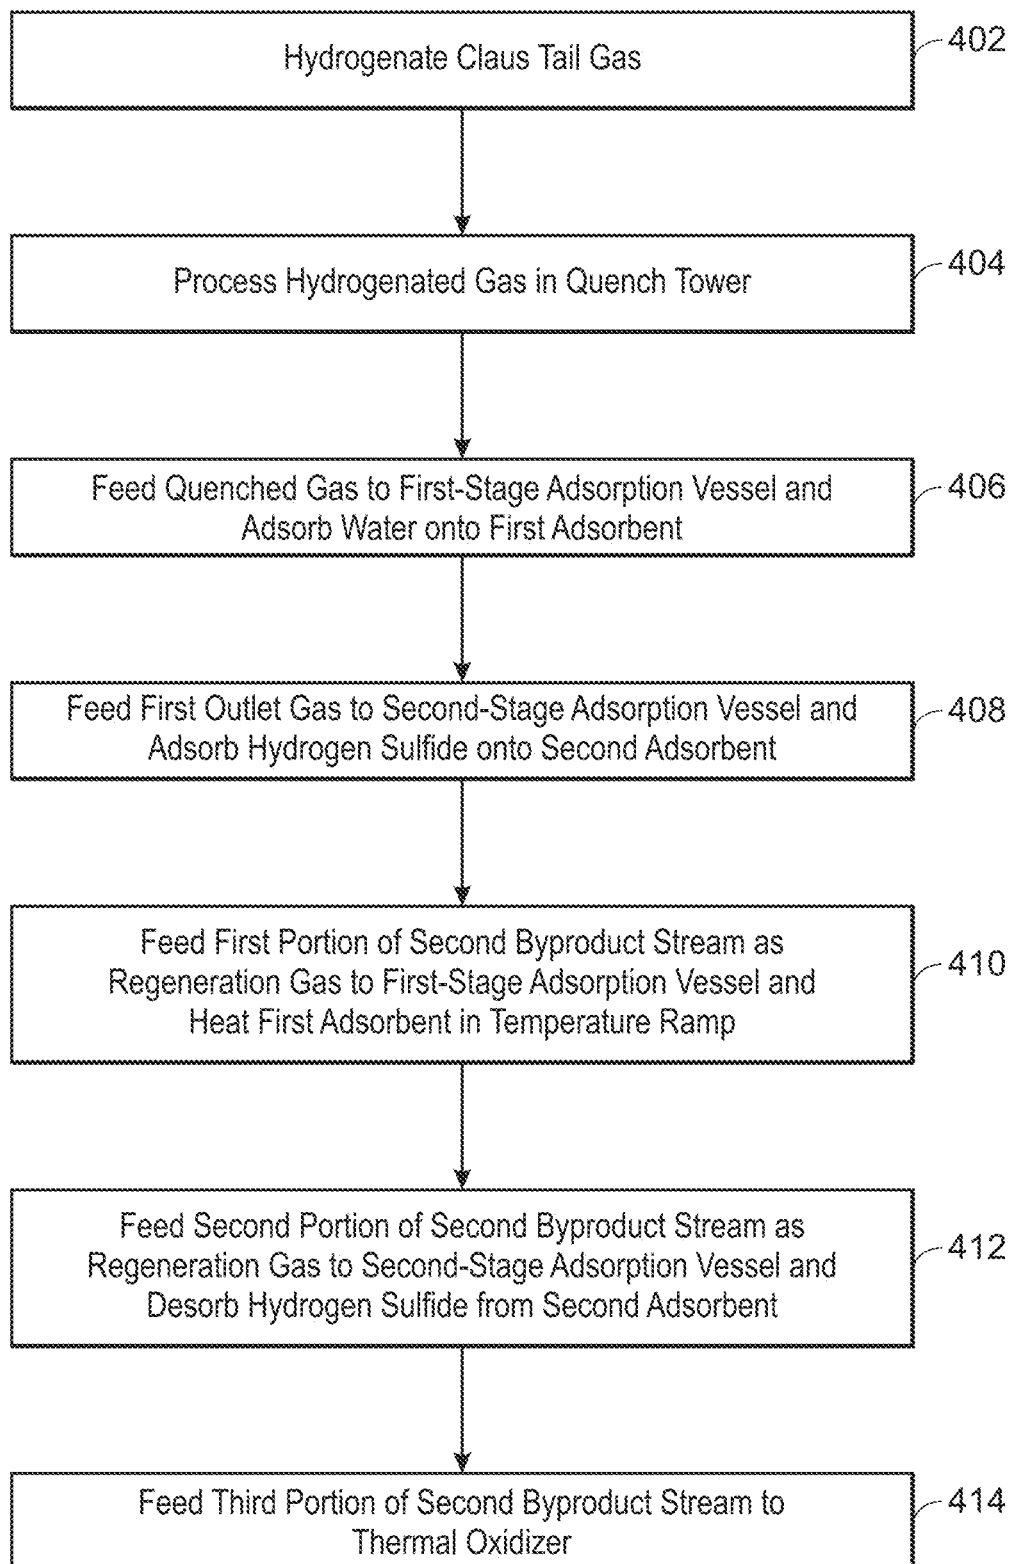 Hydrogenate Claus Tail Gas
402
Process Hydrogenated Gas in Quench Tower
404
Feed Quenched Gas to First-Stage Adsorption Vessel and
Adsorb Water onto First Adsorbent
406
Feed First Outlet Gas to Second-Stage Adsorption Vessel and
Adsorb Hydrogen Sulfide onto Second Adsorbent
408
Feed First Portion of Second Byproduct Stream as
Regeneration Gas to First-Stage Adsorption Vessel and
Heat First Adsorbent in Temperature Ramp
410
Feed Second Portion of Second Byproduct Stream as
Regeneration Gas to Second-Stage Adsorption Vessel and
Desorb Hydrogen Sulfide from Second Adsorbent
412
Feed Third Portion of Second Byproduct Stream to
Thermal Oxidizer
414